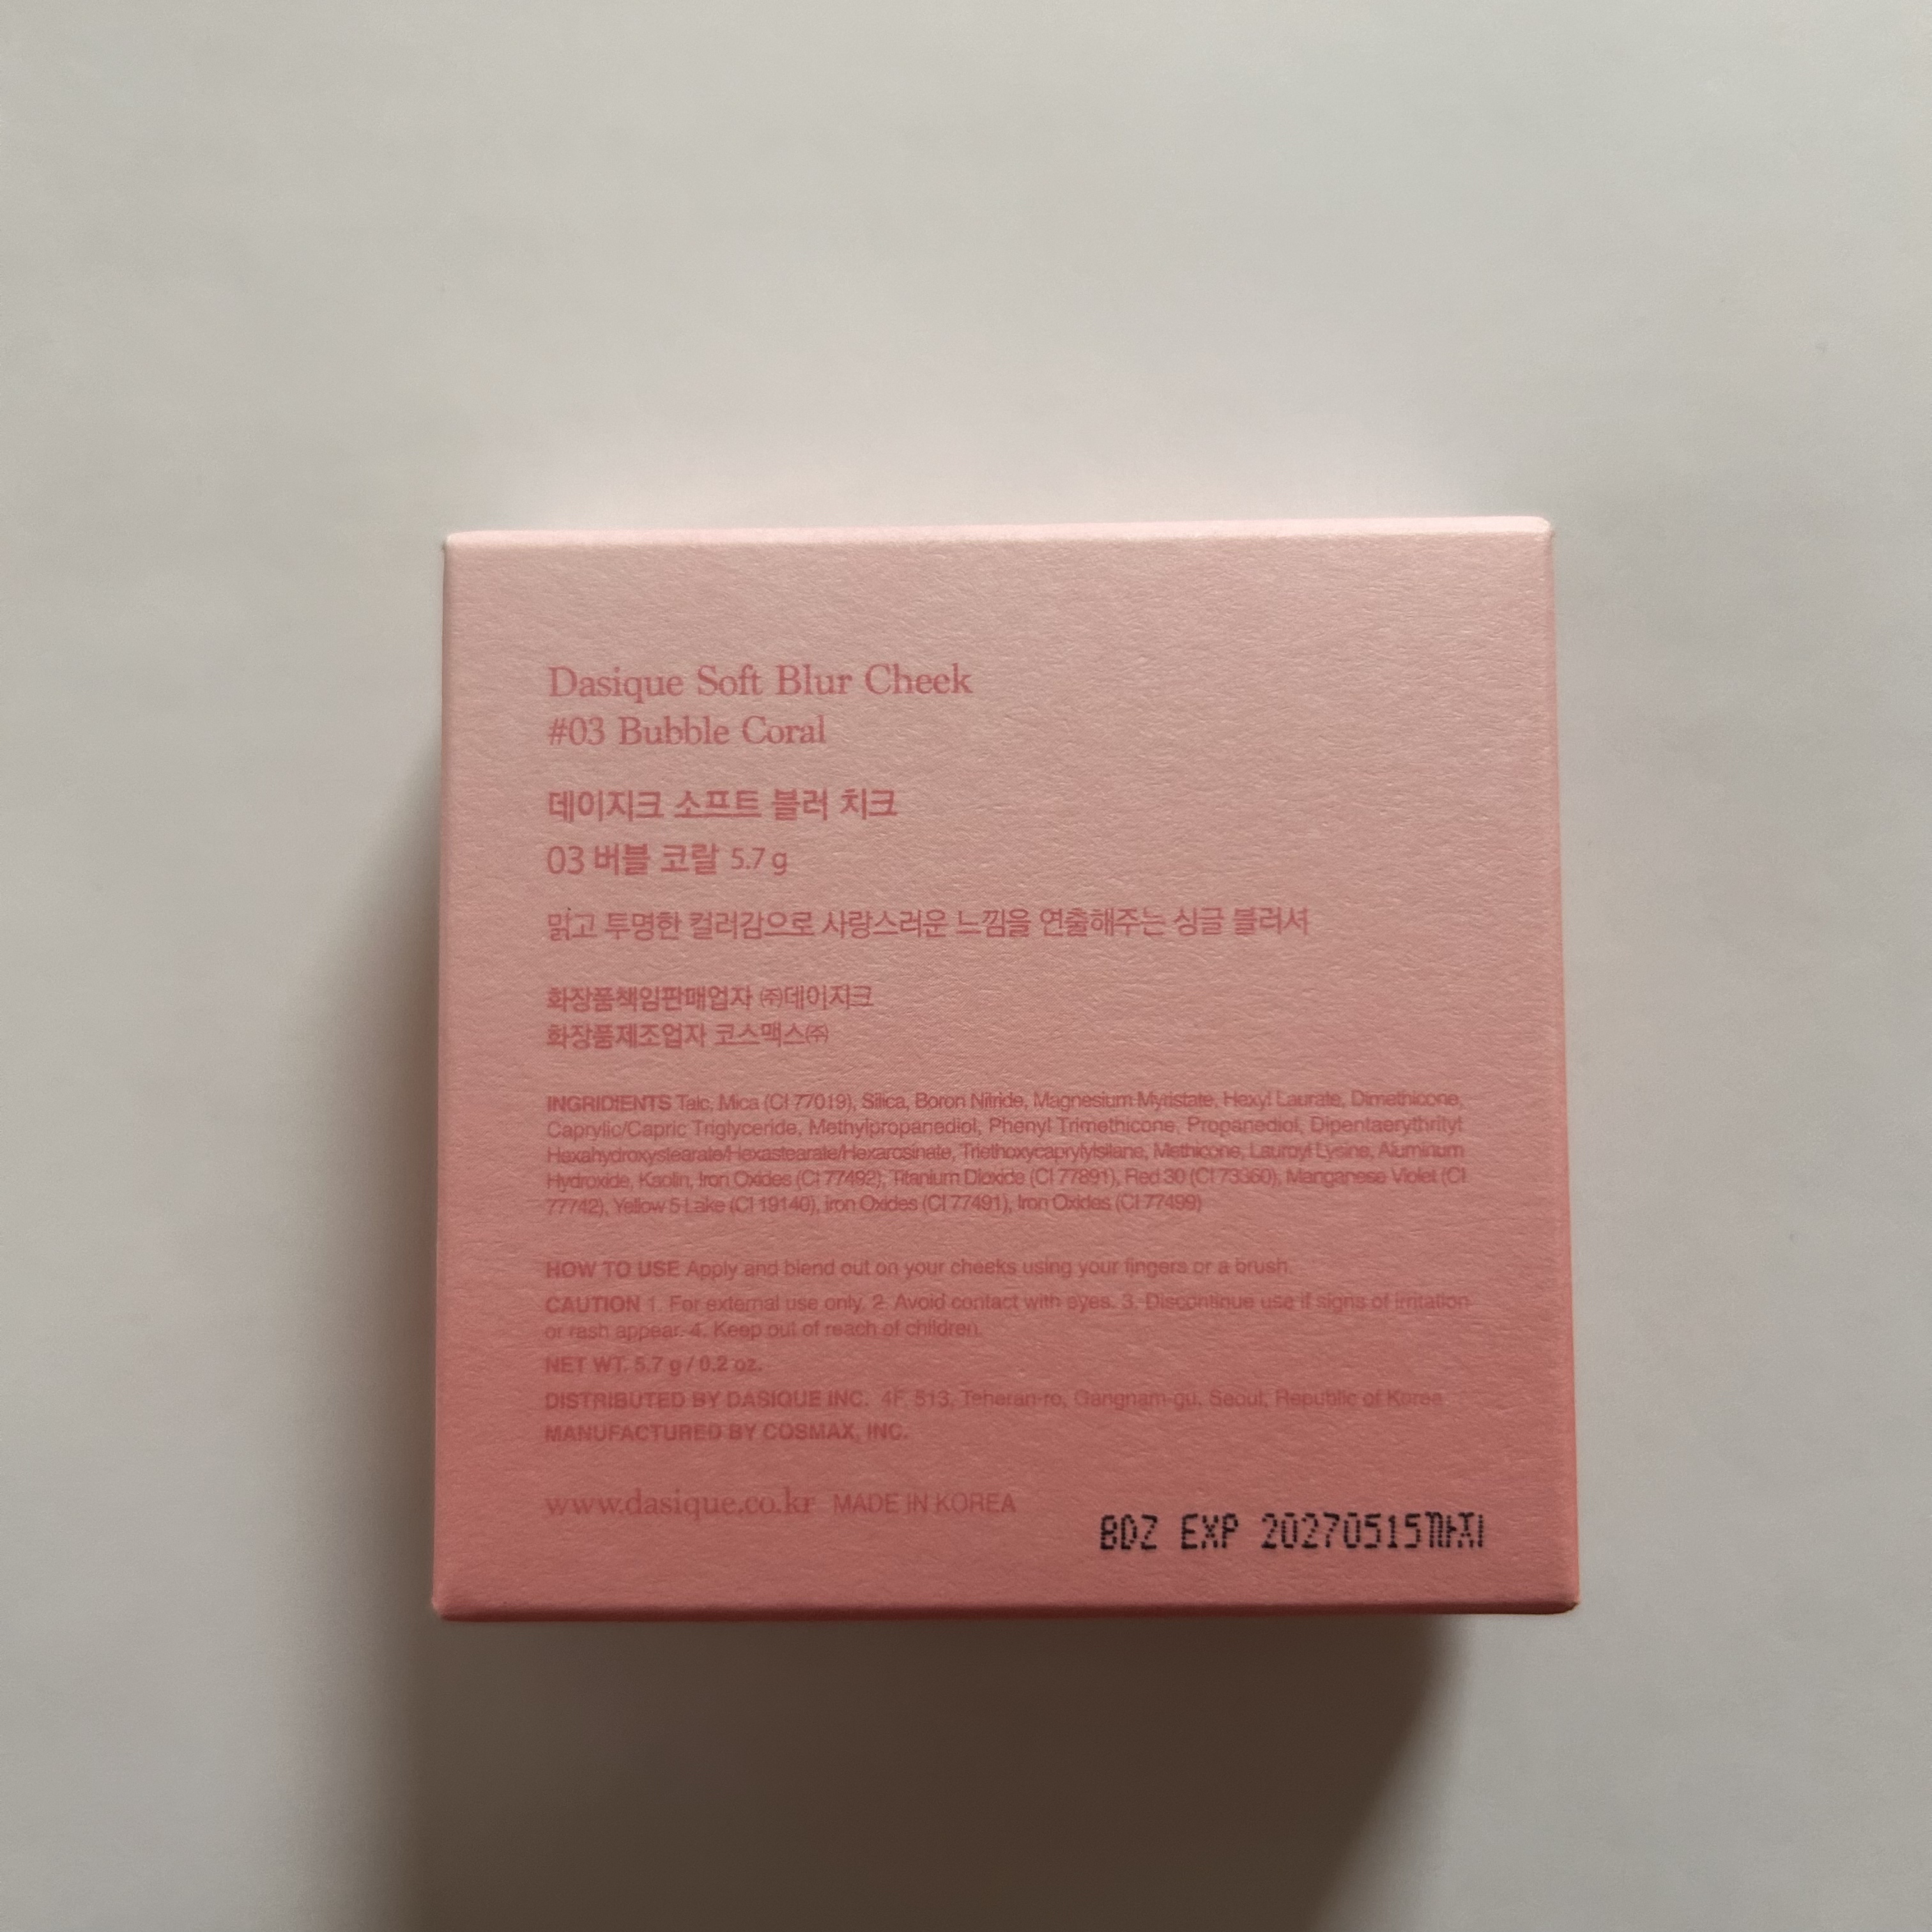 Dasique Soft Blur Cheek
#03 Bubble Coral
데이지크 소프트 블러 치크
03 버블 코랄 5.7 g
맑고 투명한 컬러감으로 사랑스러운 느낌을 연출해주는 싱글 블러셔
화장품책임판매업자 ㈜데이지크
화장품제조업자 코스맥스㈜
INGRIDIENTS Talc, Mica (CI 77019), Silica, Boron Nitride, Magnesium Myristate, Hexyl Laurate, Dimethicone,
Caprylic/Capric Triglyceride, Methylpropanediol, Phenyl Trimethicone, Propanediol, Dipentaerythrityl
Hexahydroxystearate/Hexastearate/Hexarosinate, Triethoxycaprylylsilane, Methicone, Lauroyl Lysine, Aluminum
Hydroxide, Kaolin, Iron Oxides (CI 77492), Titanium Dioxide (CI 77891), Red 30 (CI 73360), Manganese Violet (CI
77742), Yellow 5 Lake (CI 19140), Iron Oxides (CI 77491), Iron Oxides (CI 77499)
HOW TO USE Apply and blend out on your cheeks using your fingers or a brush.
CAUTION 1. For external use only. 2. Avoid contact with eyes. 3. Discontinue use if signs of irritation
or rash appear. 4. Keep out of reach of children.
NET WT. 5.7 g / 0.2 oz.
DISTRIBUTED BY DASIQUE INC. 4F, 513, Teheran-ro, Gangnam-gu, Seoul, Republic of Korea
MANUFACTURED BY COSMAX, INC.
www.dasique.co.kr MADE IN KOREA
BDZ EXP 20270515까지